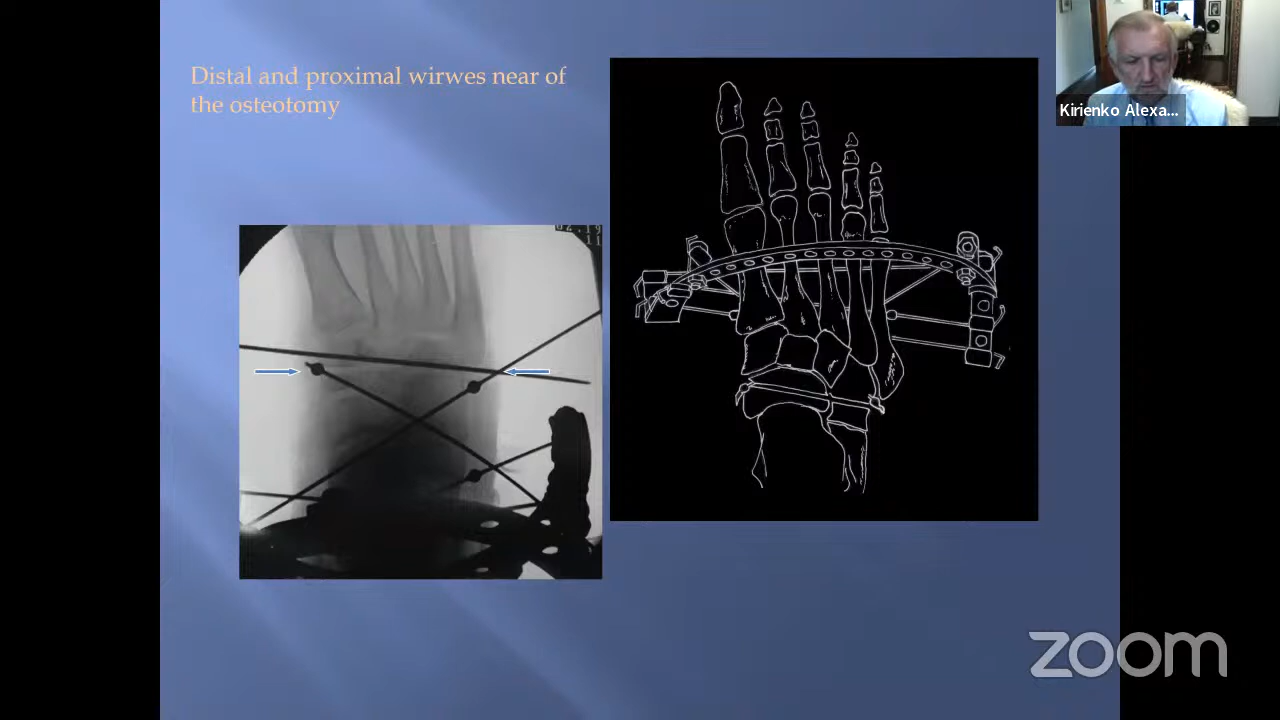 Distal and proximal wirwes near of
the osteotomy
Kirienko Alexa...
zoom